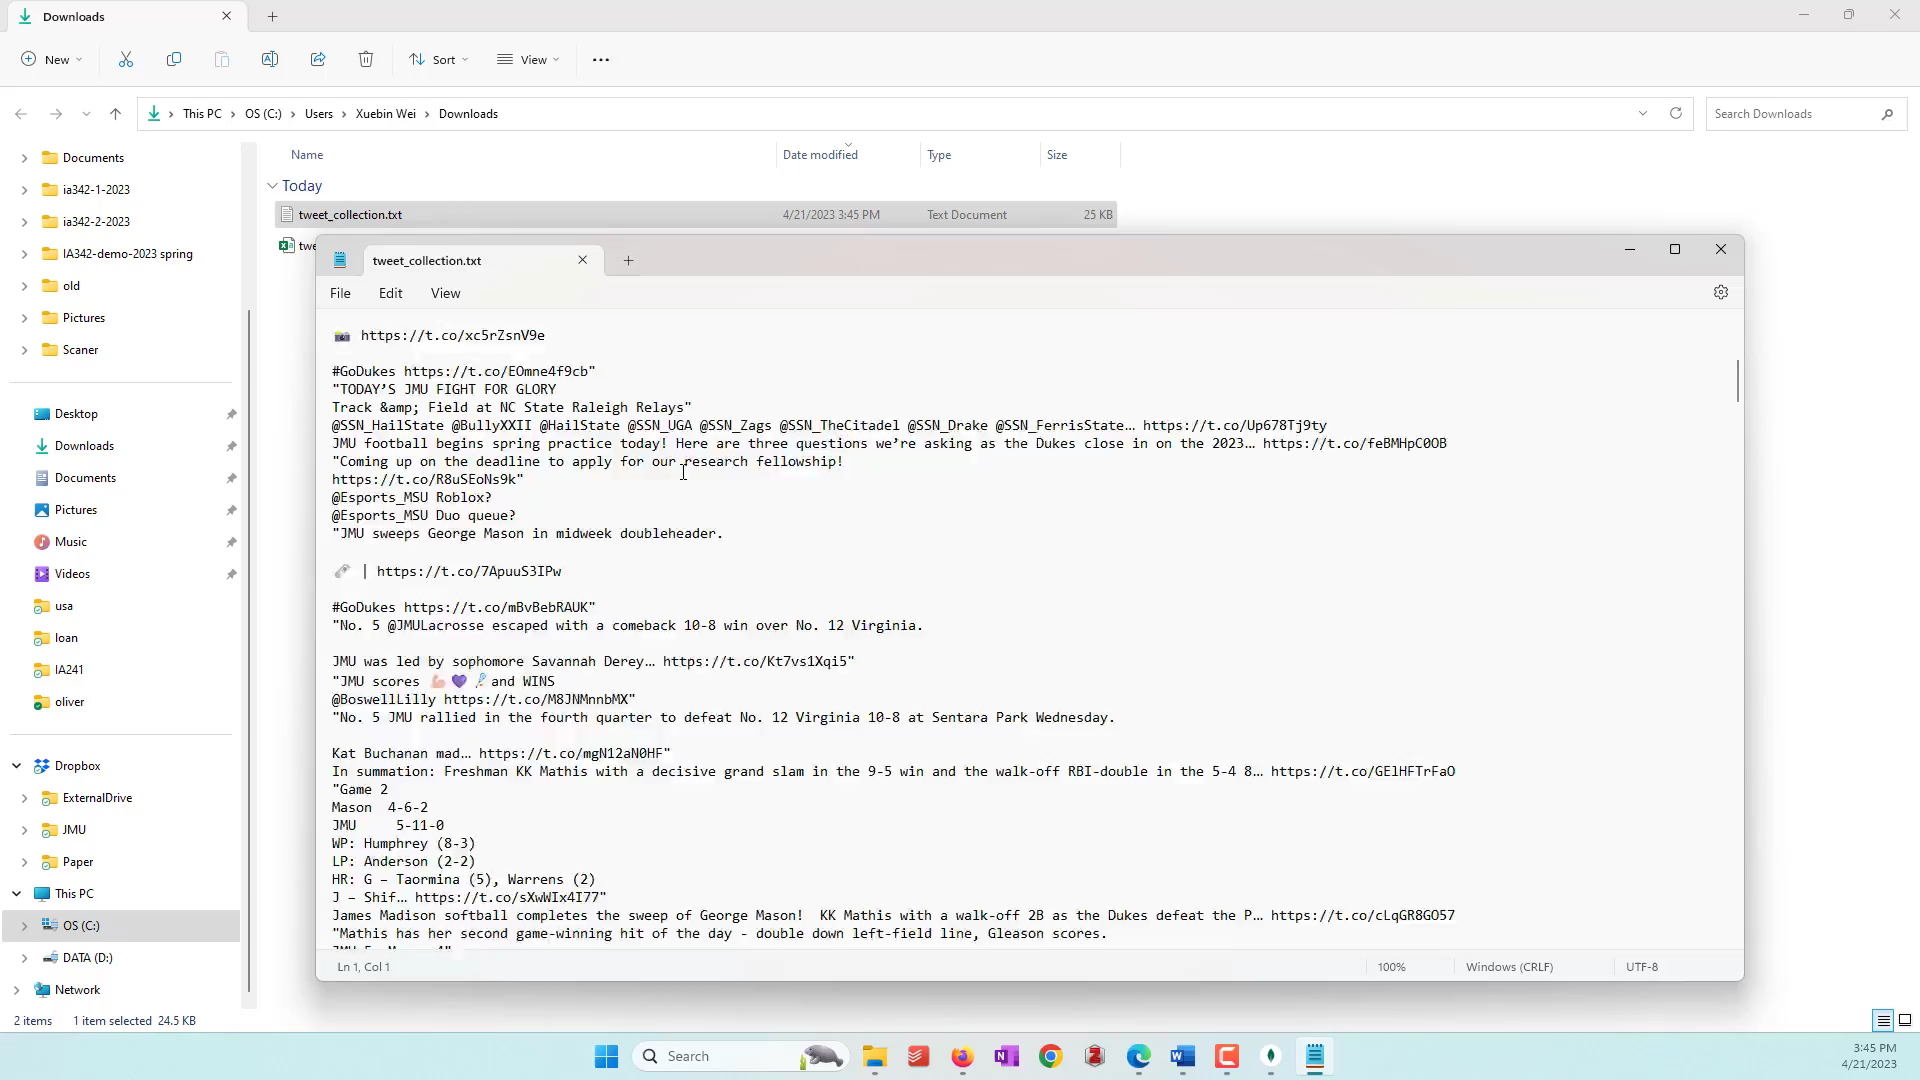 Downloads
New
Sort
View
This PC
OS (C:)
Users
Xuebin Wei
Downloads
Search Downloads
Name
Date modified
Type
Size
Today
tweet_collection.txt
4/21/2023 3:45 PM
Text Document
25 KB
twe
Documents
ia342-1-2023
ia342-2-2023
IA342-demo-2023 spring
old
Pictures
Scaner
Desktop
Downloads
Documents
Pictures
Music
Videos
usa
loan
IA241
oliver
Dropbox
ExternalDrive
JMU
Paper
This PC
OS (C:)
DATA (D:)
Network
2 items
1 item selected 24.5 KB
tweet_collection.txt
File
Edit
View
📷 https://t.co/xc5rZsnV9e
#GoDukes https://t.co/EOmne4f9cb"
"TODAY’S JMU FIGHT FOR GLORY
Track &amp; Field at NC State Raleigh Relays"
@SSN_HailState @BullyXXII @HailState @SSN_UGA @SSN_Zags @SSN_TheCitadel @SSN_Drake @SSN_FerrisState… https://t.co/Up678Tj9ty
JMU football begins spring practice today! Here are three questions we’re asking as the Dukes close in on the 2023… https://t.co/feBMHpC0OB
"Coming up on the deadline to apply for our research fellowship!
https://t.co/R8uSEoNs9k"
@Esports_MSU Roblox?
@Esports_MSU Duo queue?
"JMU sweeps George Mason in midweek doubleheader.
🗞 | https://t.co/7ApuuS3IPw
#GoDukes https://t.co/mBvBebRAUK"
"No. 5 @JMULacrosse escaped with a comeback 10-8 win over No. 12 Virginia.
JMU was led by sophomore Savannah Derey… https://t.co/Kt7vs1Xqi5"
"JMU scores 💪🏼💜🥍and WINS
@BoswellLilly https://t.co/M8JNMnnbMX"
"No. 5 JMU rallied in the fourth quarter to defeat No. 12 Virginia 10-8 at Sentara Park Wednesday.
Kat Buchanan mad… https://t.co/mgN12aN0HF"
In summation: Freshman KK Mathis with a decisive grand slam in the 9-5 win and the walk-off RBI-double in the 5-4 8… https://t.co/GElHFTrFaO
"Game 2
Mason 4-6-2
JMU 5-11-0
WP: Humphrey (8-3)
LP: Anderson (2-2)
HR: G – Taormina (5), Warrens (2)
J – Shif… https://t.co/sXwWIx4I77"
James Madison softball completes the sweep of George Mason! KK Mathis with a walk-off 2B as the Dukes defeat the P… https://t.co/cLqGR8GO57
"Mathis has her second game-winning hit of the day - double down left-field line, Gleason scores.
Ln 1, Col 1
100%
Windows (CRLF)
UTF-8
Search
3:45 PM
4/21/2023